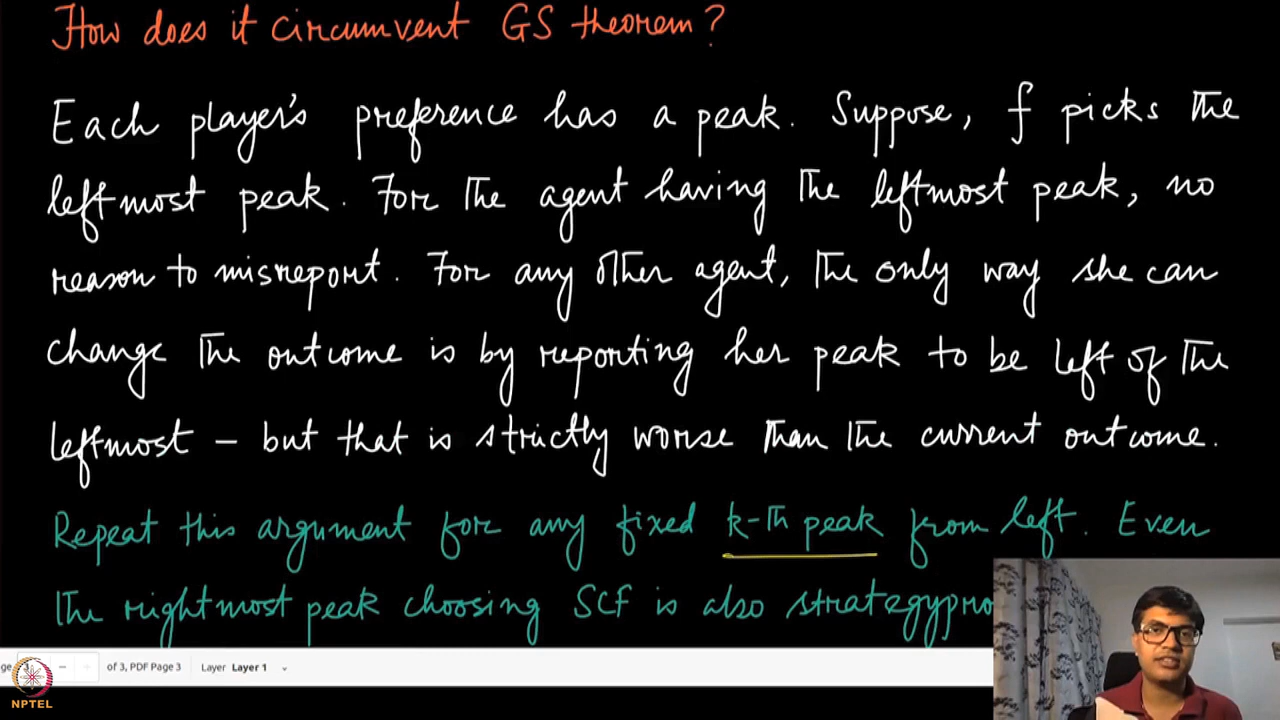 How does it circumvent GS theorem?
Each player's preference has a peak. Suppose, f picks the
leftmost peak. For the agent having the leftmost peak, no
reason to misreport. For any other agent, the only way she can
change the outcome is by reporting her peak to be left of the
leftmost – but that is strictly worse than the current outcome.
Repeat this argument for any fixed k-th peak from left. Even
the rightmost peak choosing SCF is also strategypro
ge 3 of 3, PDF Page 3 Layer Layer 1
NPTEL